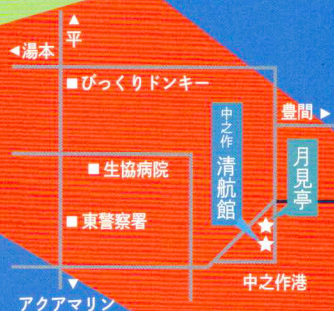 ▲
平
◀湯本
■びっくりドンキー
豊間▶
中之作
清航館
月見亭
■生協病院
■東警察署
中之作港
▼
アクアマリン